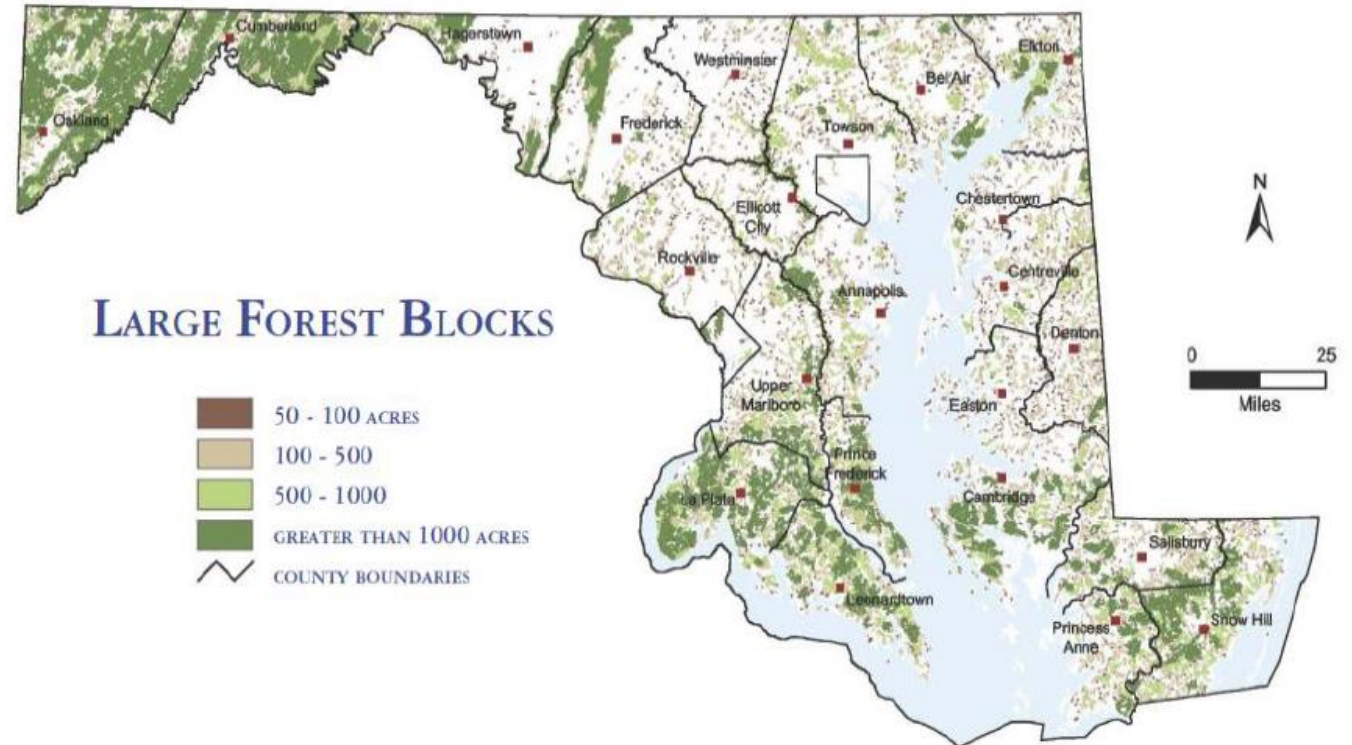 Cumberland
Hagerstown
Westminster
Elkton
Bel Air
Oakland
Frederick
Towson
N
Chestertown
Ellicott
City
Rockville
Centreville
Annapolis
LARGE FOREST BLOCKS
Denton
0 25
Miles
Upper
Marlboro
Easton
50 - 100 ACRES
100 - 500
500 - 1000
GREATER THAN 1000 ACRES
COUNTY BOUNDARIES
Prince
Frederick
La Plata
Cambridge
Salisbury
Leonardtown
Princess
Anne
Snow Hill